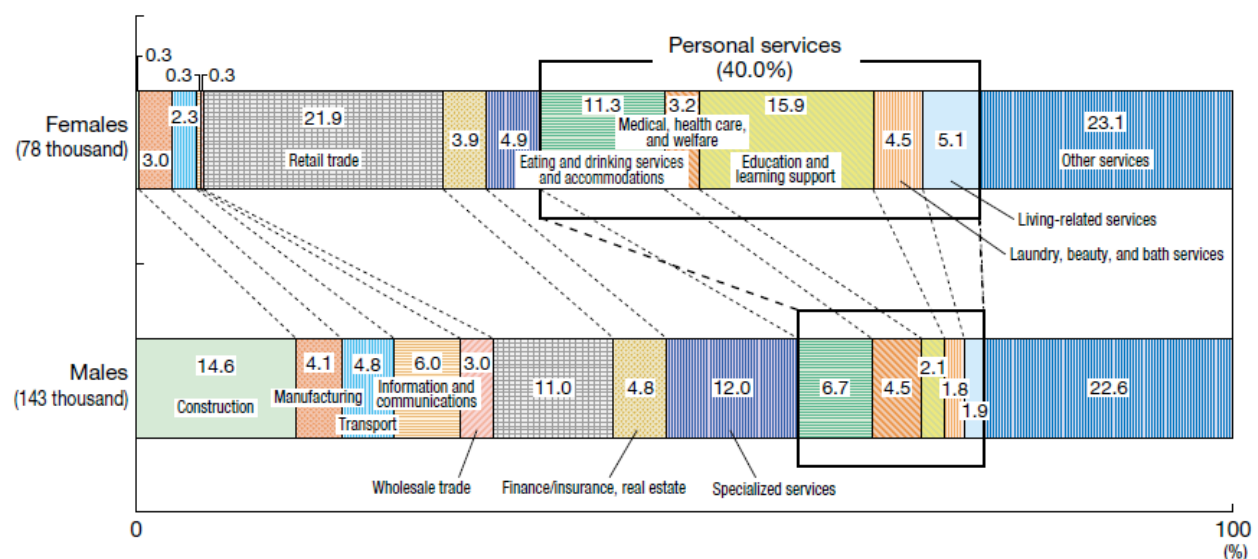 Personal services
(40.0%)
0.3
0.3
0.3
Females
(78 thousand)
3.0
2.3
21.9
Retail trade
3.9
4.9
11.3
Eating and drinking services
and accommodations
3.2
Medical, health care,
and welfare
15.9
Education and
learning support
4.5
5.1
23.1
Other services
Living-related services
Laundry, beauty, and bath services
Males
(143 thousand)
14.6
Construction
4.1
Manufacturing
4.8
Transport
6.0
Information and
communications
3.0
11.0
4.8
12.0
6.7
4.5
2.1
1.8
1.9
22.6
Wholesale trade
Finance/insurance, real estate
Specialized services
0
100
(%)